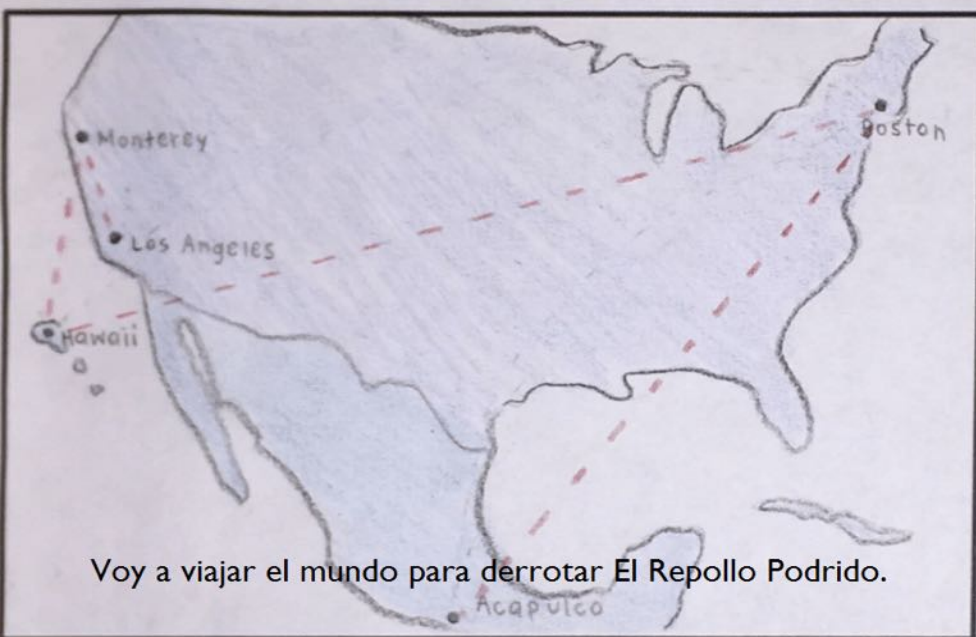 Monterey
Boston
Los Angeles
Hawaii
Voy a viajar el mundo para derrotar El Repollo Podrido.
Acapulco